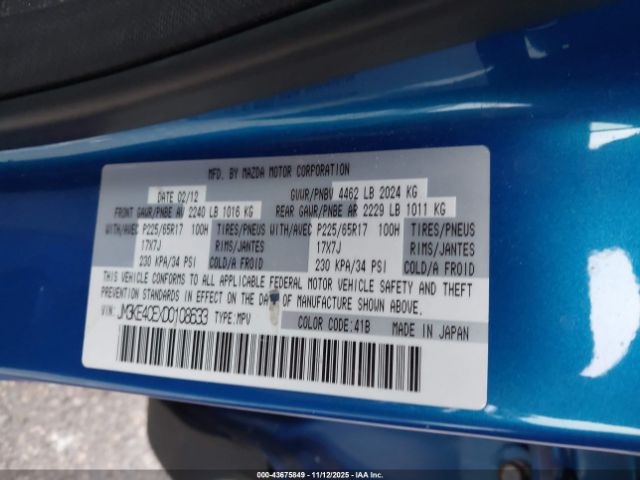 MFD. BY MAZDA MOTOR CORPORATION
DATE 02/12 GVWR/PNBV 4462 LB 2024 KG
FRONT GAWR/PNBE AV 2240 LB 1016 KG REAR GAWR/PNBE AR 2229 LB 1011 KG
WITH/AVEC P225/65R17 100H TIRES/PNEUS WITH/AVEC P225/65R17 100H TIRES/PNEUS
17X7J RIMS/JANTES 17X7J RIMS/JANTES
230 KPA/34 PSI COLD/A FROID 230 KPA/34 PSI COLD/A FROID
THIS VEHICLE CONFORMS TO ALL APPLICABLE FEDERAL MOTOR VEHICLE SAFETY AND THEFT
PREVENTION STANDARDS IN EFFECT ON THE DATE OF MANUFACTURE SHOWN ABOVE.
VIN: JM3KE4CEXD0108633 TYPE:MPV COLOR CODE:41B MADE IN JAPAN
000-43675849 - 11/12/2025 - IAA Inc.